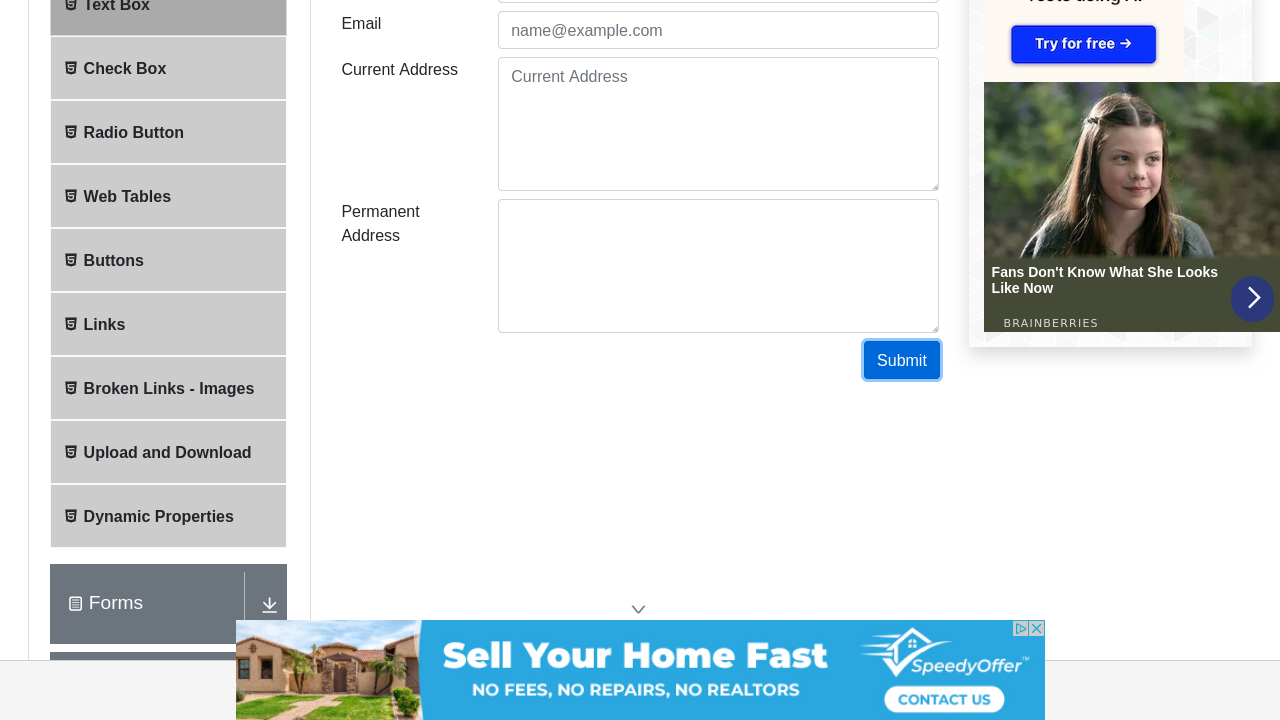 Text Box
Check Box
Radio Button
Web Tables
Buttons
Links
Broken Links - Images
Upload and Download
Dynamic Properties
Forms
Email
name@example.com
Current Address
Current Address
Permanent
Address
Submit
Try for free →
Fans Don't Know What She Looks
Like Now
BRAINBERRIES
Sell Your Home Fast
NO FEES, NO REPAIRS, NO REALTORS
SpeedyOffer™
CONTACT US